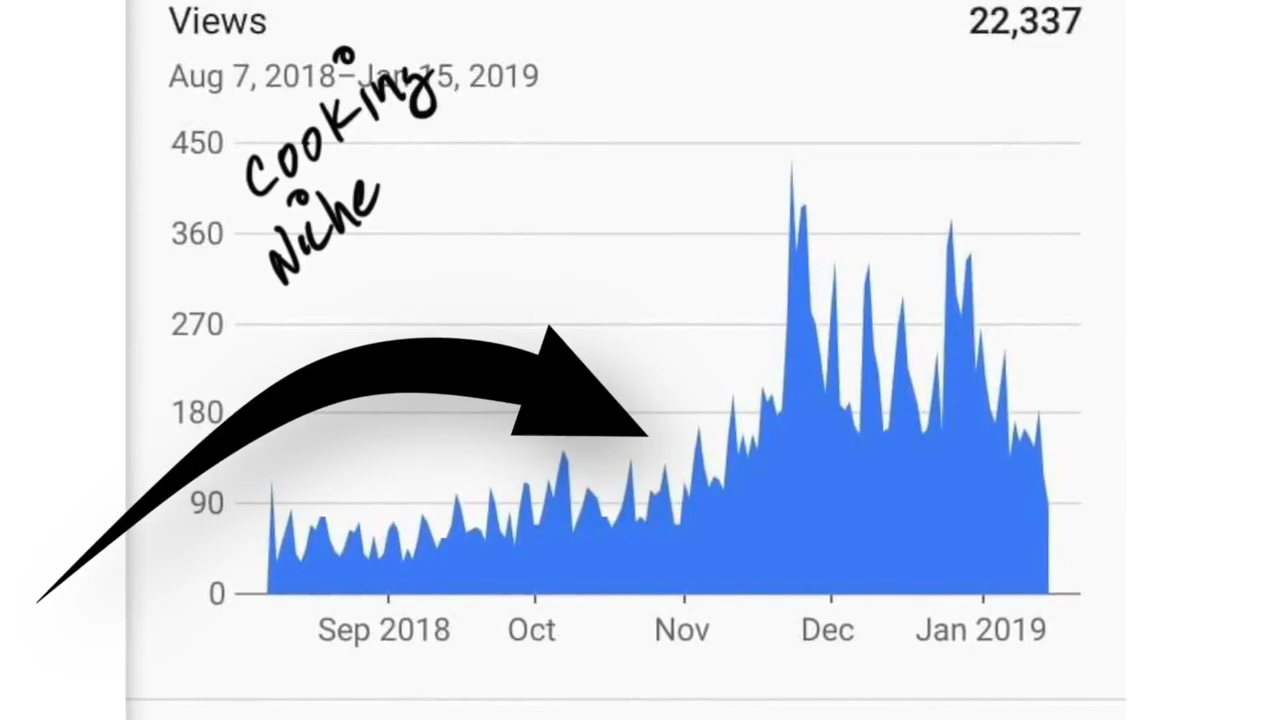 Views 22,337
Aug 7, 2018–Jan 15, 2019
Cooking
Niche
450
360
270
180
90
0
Sep 2018 Oct Nov Dec Jan 2019